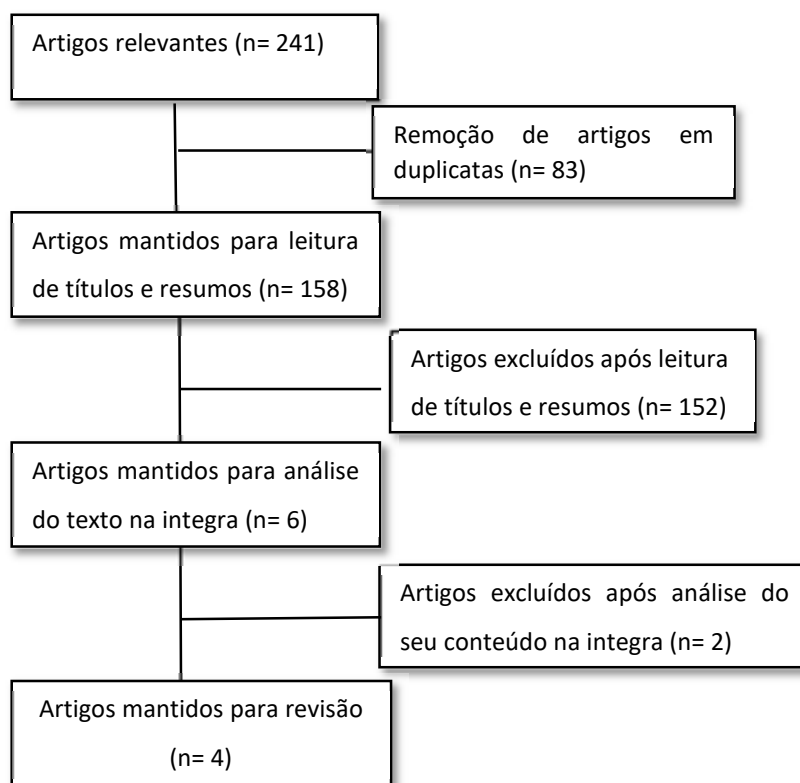 Artigos relevantes (n= 241)
Remoção de artigos em
duplicatas (n= 83)
Artigos mantidos para leitura
de títulos e resumos (n= 158)
Artigos excluídos após leitura
de títulos e resumos (n= 152)
Artigos mantidos para análise
do texto na integra (n= 6)
Artigos excluídos após análise do
seu conteúdo na integra (n= 2)
Artigos mantidos para revisão
(n= 4)